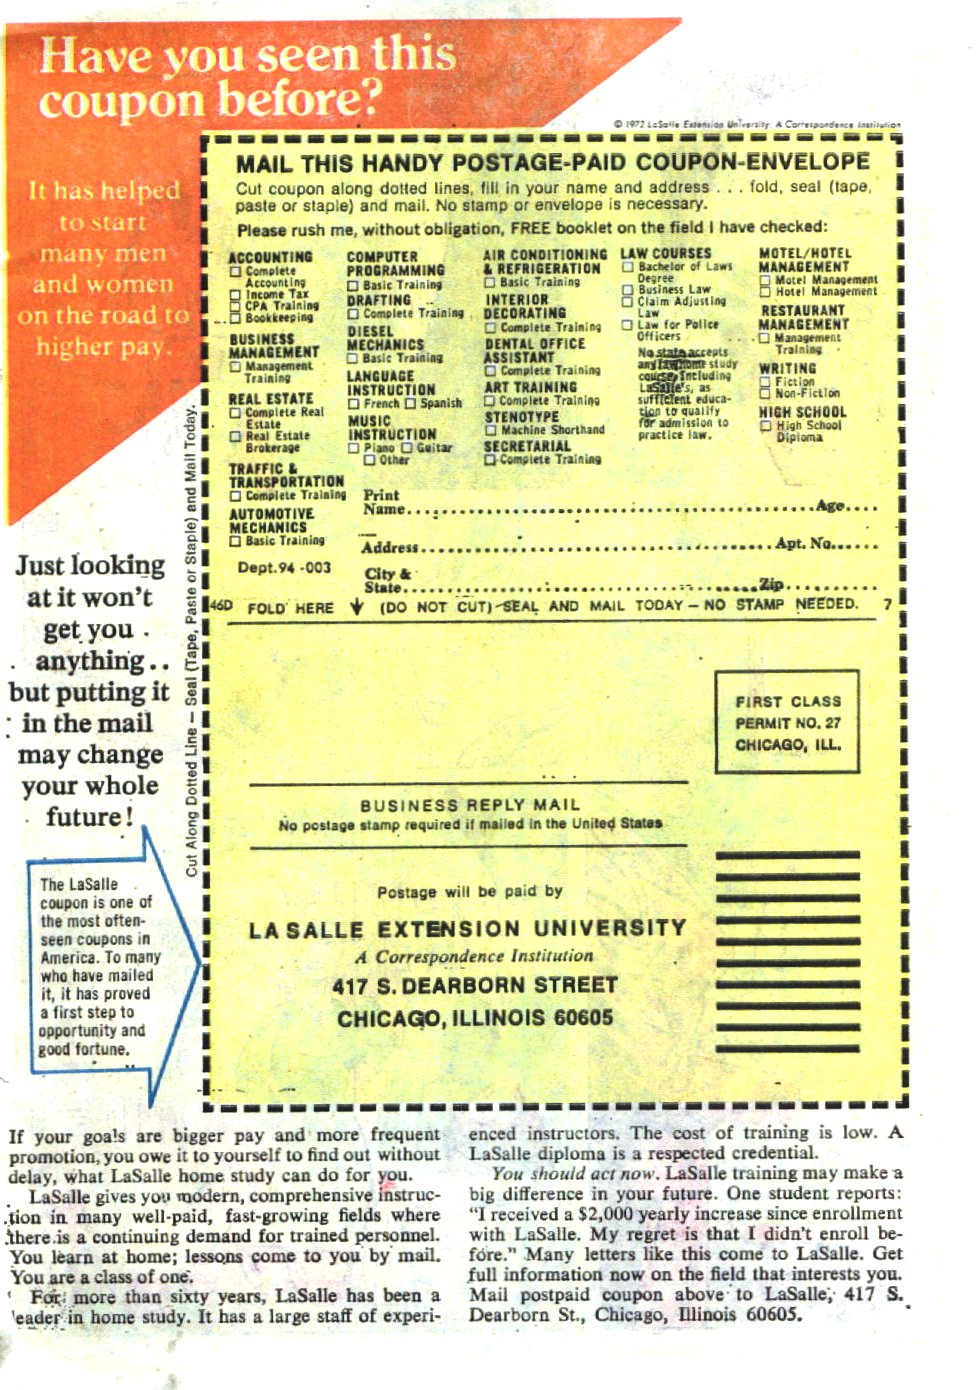 Have you seen this
coupon before?
© 1972 LaSalle Extension University. A Correspondence Institution
It has helped
to start
many men
and women
on the road to
higher pay.
MAIL THIS HANDY POSTAGE-PAID COUPON-ENVELOPE
Cut coupon along dotted lines, fill in your name and address . . . fold, seal (tape,
paste or staple) and mail. No stamp or envelope is necessary.
Please rush me, without obligation, FREE booklet on the field I have checked:
ACCOUNTING
Complete
Accounting
Income Tax
CPA Training
Bookkeeping
BUSINESS
MANAGEMENT
Management
Training
REAL ESTATE
Complete Real
Estate
Real Estate
Brokerage
TRAFFIC &
TRANSPORTATION
Complete Training
AUTOMOTIVE
MECHANICS
Basic Training
Dept. 94-003
COMPUTER
PROGRAMMING
Basic Training
DRAFTING
Complete Training
DIESEL
MECHANICS
Basic Training
LANGUAGE
INSTRUCTION
French Spanish
MUSIC
INSTRUCTION
Piano Guitar
Other
AIR CONDITIONING
& REFRIGERATION
Basic Training
INTERIOR
DECORATING
Complete Training
DENTAL OFFICE
ASSISTANT
Complete Training
ART TRAINING
Complete Training
STENOTYPE
Machine Shorthand
SECRETARIAL
Complete Training
LAW COURSES
Bachelor of Laws
Degree
Business Law
Claim Adjusting
Law
Law for Police
Officers
No state accepts
any law home study
course, including
LaSalle's, as
sufficient educa-
tion to qualify
for admission to
practice law.
MOTEL/HOTEL
MANAGEMENT
Motel Management
Hotel Management
RESTAURANT
MANAGEMENT
Management
Training
WRITING
Fiction
Non-Fiction
HIGH SCHOOL
High School
Diploma
Print
Name Age
Address Apt. No.
City &
State Zip
46D FOLD HERE ↓ (DO NOT CUT)-SEAL AND MAIL TODAY – NO STAMP NEEDED. 7
Cut Along Dotted Line – Seal (Tape, Paste or Staple) and Mail Today.
FIRST CLASS
PERMIT NO. 27
CHICAGO, ILL.
BUSINESS REPLY MAIL
No postage stamp required if mailed in the United States
Postage will be paid by
LA SALLE EXTENSION UNIVERSITY
A Correspondence Institution
417 S. DEARBORN STREET
CHICAGO, ILLINOIS 60605
Just looking
at it won't
get you
anything..
but putting it
in the mail
may change
your whole
future!
The LaSalle
coupon is one of
the most often-
seen coupons in
America. To many
who have mailed
it, it has proved
a first step to
opportunity and
good fortune.
If your goals are bigger pay and more frequent
promotion, you owe it to yourself to find out without
delay, what LaSalle home study can do for you.
LaSalle gives you modern, comprehensive instruc-
tion in many well-paid, fast-growing fields where
there is a continuing demand for trained personnel.
You learn at home; lessons come to you by mail.
You are a class of one.
For more than sixty years, LaSalle has been a
leader in home study. It has a large staff of experi-
enced instructors. The cost of training is low. A
LaSalle diploma is a respected credential.
You should act now. LaSalle training may make a
big difference in your future. One student reports:
"I received a $2,000 yearly increase since enrollment
with LaSalle. My regret is that I didn't enroll be-
fore." Many letters like this come to LaSalle. Get
full information now on the field that interests you.
Mail postpaid coupon above to LaSalle, 417 S.
Dearborn St., Chicago, Illinois 60605.